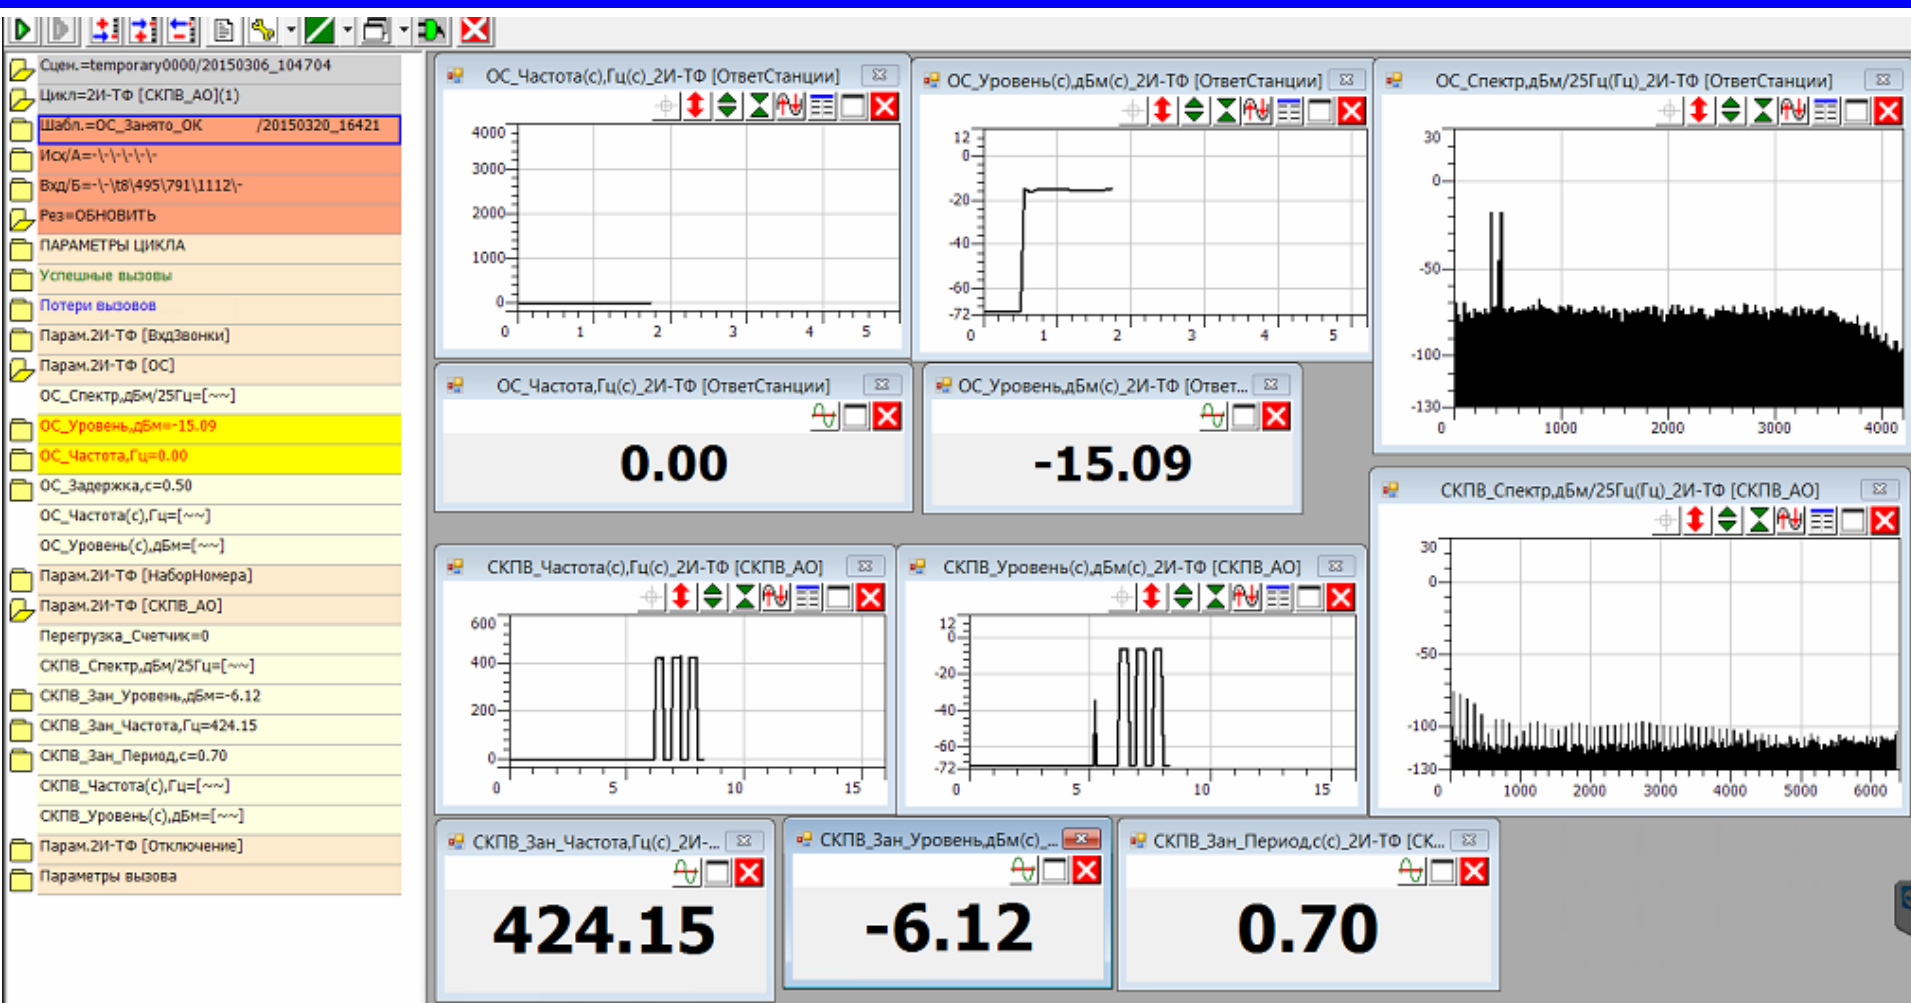 Сцен.=temporary0000/20150306_104704
Цикл=2И-ТФ [СКПВ_АО](1)
Шабл.=ОС_Занято_ОК /20150320_16421
Исх/А=-\-\-\-\-\-
Вхд/Б=-\-\t8\495\791\1112\-
Рез=ОБНОВИТЬ
ПАРАМЕТРЫ ЦИКЛА
Успешные вызовы
Потери вызовов
Парам.2И-ТФ [ВхдЗвонки]
Парам.2И-ТФ [ОС]
ОС_Спектр,дБм/25Гц=[~~]
ОС_Уровень,дБм=-15.09
ОС_Частота,Гц=0.00
ОС_Задержка,с=0.50
ОС_Частота(с),Гц=[~~]
ОС_Уровень(с),дБм=[~~]
Парам.2И-ТФ [НаборНомера]
Парам.2И-ТФ [СКПВ_АО]
Перегрузка_Счетчик=0
СКПВ_Спектр,дБм/25Гц=[~~]
СКПВ_Зан_Уровень,дБм=-6.12
СКПВ_Зан_Частота,Гц=424.15
СКПВ_Зан_Период,с=0.70
СКПВ_Частота(с),Гц=[~~]
СКПВ_Уровень(с),дБм=[~~]
Парам.2И-ТФ [Отключение]
Параметры вызова
ОС_Частота(с),Гц(с)_2И-ТФ [ОтветСтанции]
4000
3000
2000
1000
0
0 1 2 3 4 5
ОС_Уровень(с),дБм(с)_2И-ТФ [ОтветСтанции]
12
0
-20
-40
-60
-72
0 1 2 3 4 5
ОС_Спектр,дБм/25Гц(Гц)_2И-ТФ [ОтветСтанции]
30
0
-50
-100
-130
0 1000 2000 3000 4000
ОС_Частота,Гц(с)_2И-ТФ [ОтветСтанции]
0.00
ОС_Уровень,дБм(с)_2И-ТФ [Ответ...
-15.09
СКПВ_Спектр,дБм/25Гц(Гц)_2И-ТФ [СКПВ_АО]
30
0
-50
-100
-130
0 1000 2000 3000 4000 5000 6000
СКПВ_Частота(с),Гц(с)_2И-ТФ [СКПВ_АО]
600
400
200
0
0 5 10 15
СКПВ_Уровень(с),дБм(с)_2И-ТФ [СКПВ_АО]
12
0
-20
-40
-60
-72
0 5 10 15
СКПВ_Зан_Частота,Гц(с)_2И-...
424.15
СКПВ_Зан_Уровень,дБм(с)_...
-6.12
СКПВ_Зан_Период,с(с)_2И-ТФ [СК...
0.70